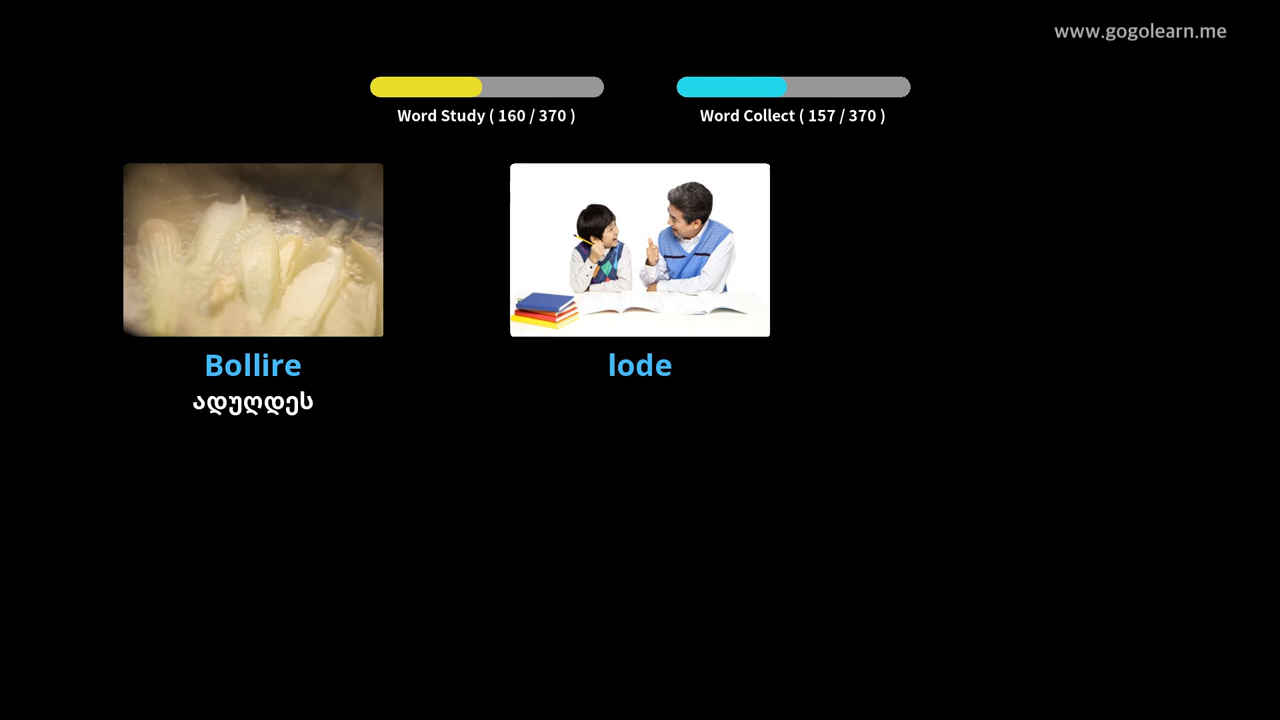 www.gogolearn.me
Word Study ( 160 / 370 )
Word Collect ( 157 / 370 )
Bollire
ადუღდეს
lode